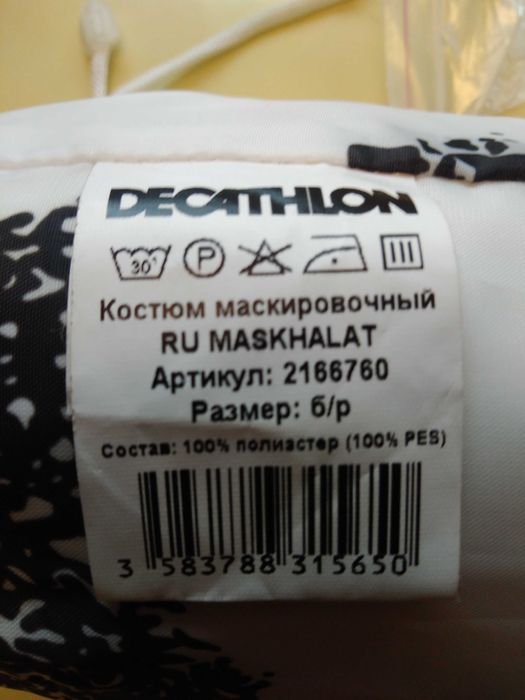 DECATHLON
30° P
Костюм маскировочный
RU MASKHALAT
Артикул: 2166760
Размер: б/р
Состав: 100% полиэстер (100% PES)
3 583788 315650